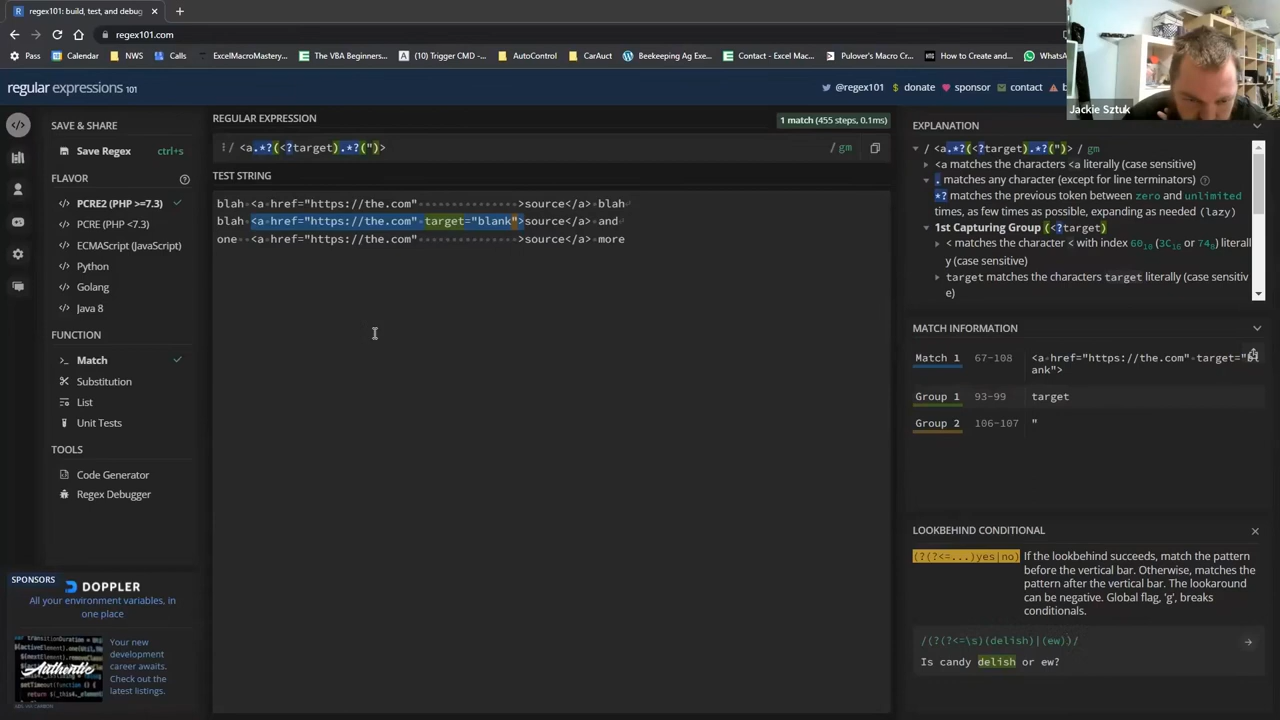 regex101: build, test, and debug
regex101.com
Pass
Calendar
NWS
Calls
ExcelMacroMastery...
The VBA Beginners...
(10) Trigger CMD -...
AutoControl
CarAuct
Beekeeping Ag Exe...
Contact - Excel Mac...
Pulover's Macro Cr...
How to Create and...
WhatsA
regular expressions 101
@regex101
donate
sponsor
contact
Jackie Sztuk
SAVE & SHARE
Save Regex
ctrl+s
FLAVOR
PCRE2 (PHP >=7.3)
PCRE (PHP <7.3)
ECMAScript (JavaScript)
Python
Golang
Java 8
FUNCTION
Match
Substitution
List
Unit Tests
TOOLS
Code Generator
Regex Debugger
SPONSORS
DOPPLER
All your environment variables, in
one place
Authentic
Your new
development
career awaits.
Check out the
latest listings.
REGULAR EXPRESSION
1 match (455 steps, 0.1ms)
/ <a.*?(<?target).*?(")> / gm
TEST STRING
blah <a href="https://the.com"               >source</a> blah
blah <a href="https://the.com" target="blank">source</a> and
one  <a href="https://the.com"               >source</a> more
EXPLANATION
/ <a.*?(<?target).*?(")> / gm
<a matches the characters <a literally (case sensitive)
. matches any character (except for line terminators)
*? matches the previous token between zero and unlimited
times, as few times as possible, expanding as needed (lazy)
1st Capturing Group (<?target)
< matches the character < with index 60₁₀ (3C₁₆ or 74₈) literall
y (case sensitive)
target matches the characters target literally (case sensitiv
e)
MATCH INFORMATION
Match 1 67-108 <a href="https://the.com" target="bl
ank">
Group 1 93-99 target
Group 2 106-107 "
LOOKBEHIND CONDITIONAL
(?(?<=...)yes|no) If the lookbehind succeeds, match the pattern
before the vertical bar. Otherwise, matches the
pattern after the vertical bar. The lookaround
can be negative. Global flag, 'g', breaks
conditionals.
/(?(?<=\s)(delish)|(ew))/
Is candy delish or ew?